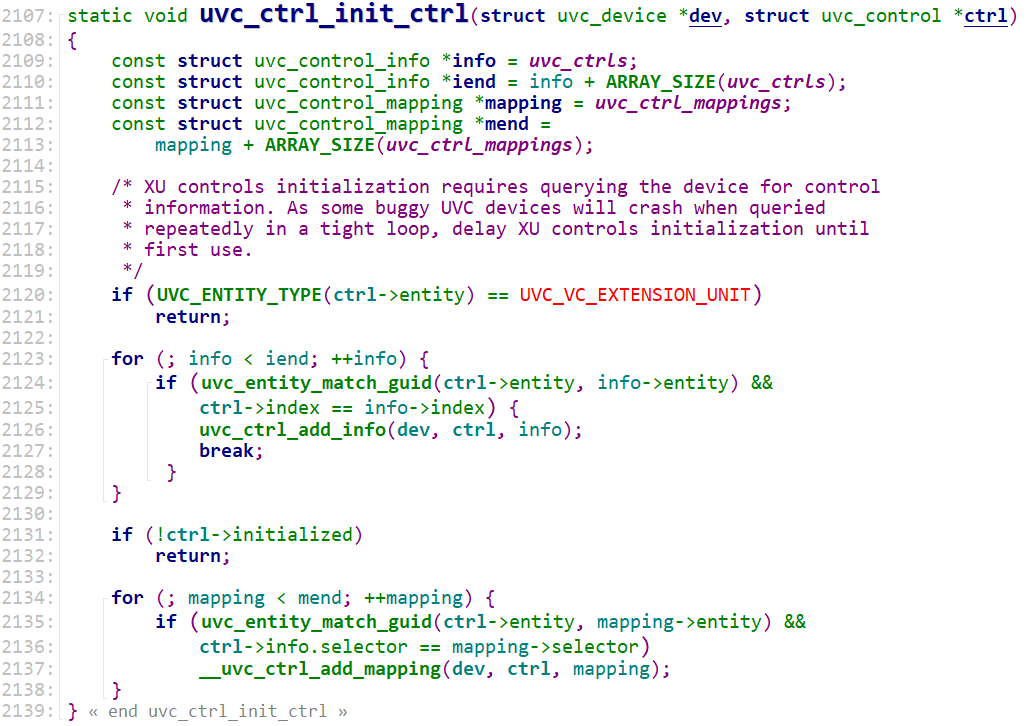 2107: static void uvc_ctrl_init_ctrl(struct uvc_device *dev, struct uvc_control *ctrl)
2108: {
2109:     const struct uvc_control_info *info = uvc_ctrls;
2110:     const struct uvc_control_info *iend = info + ARRAY_SIZE(uvc_ctrls);
2111:     const struct uvc_control_mapping *mapping = uvc_ctrl_mappings;
2112:     const struct uvc_control_mapping *mend =
2113:         mapping + ARRAY_SIZE(uvc_ctrl_mappings);
2114:
2115:     /* XU controls initialization requires querying the device for control
2116:      * information. As some buggy UVC devices will crash when queried
2117:      * repeatedly in a tight loop, delay XU controls initialization until
2118:      * first use.
2119:      */
2120:     if (UVC_ENTITY_TYPE(ctrl->entity) == UVC_VC_EXTENSION_UNIT)
2121:         return;
2122:
2123:     for (; info < iend; ++info) {
2124:         if (uvc_entity_match_guid(ctrl->entity, info->entity) &&
2125:             ctrl->index == info->index) {
2126:             uvc_ctrl_add_info(dev, ctrl, info);
2127:             break;
2128:          }
2129:     }
2130:
2131:     if (!ctrl->initialized)
2132:         return;
2133:
2134:     for (; mapping < mend; ++mapping) {
2135:         if (uvc_entity_match_guid(ctrl->entity, mapping->entity) &&
2136:             ctrl->info.selector == mapping->selector)
2137:             __uvc_ctrl_add_mapping(dev, ctrl, mapping);
2138:     }
2139: } « end uvc_ctrl_init_ctrl »